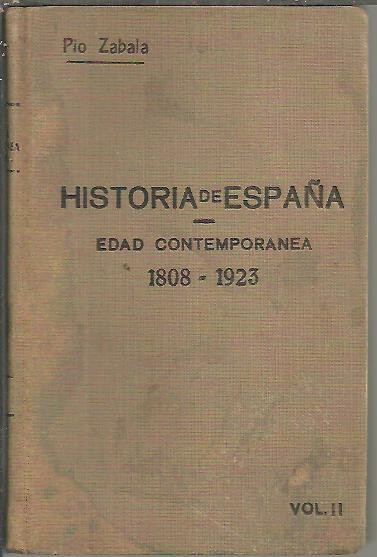 Pio Zabala
HISTORIA DE ESPAÑA
EDAD CONTEMPORANEA
1808 - 1923
VOL. II